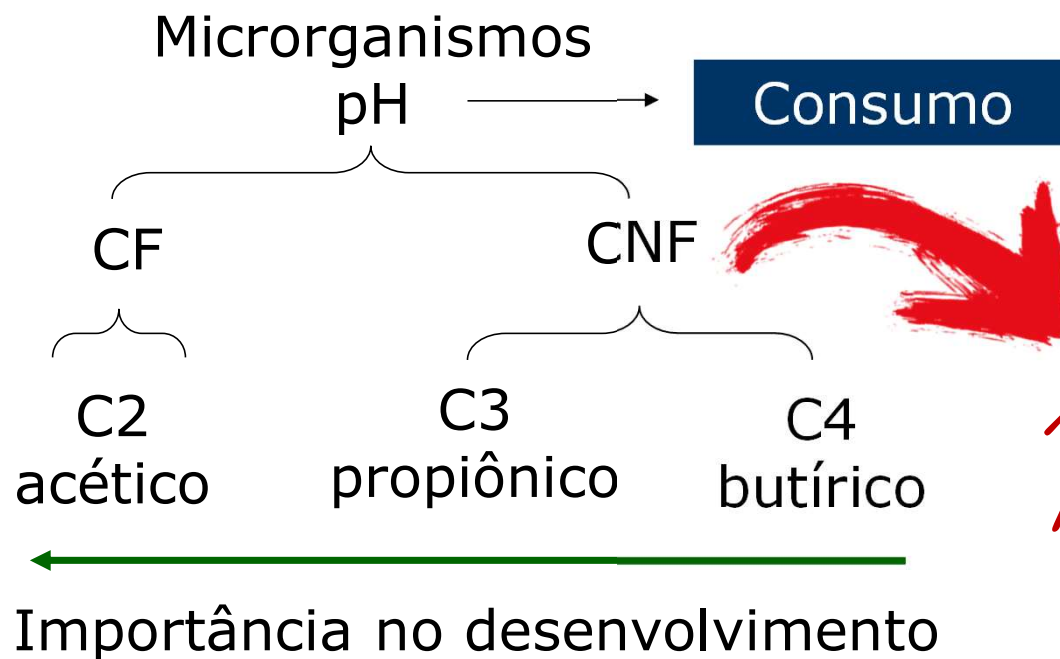 Microrganismos
pH
Consumo
CF
CNF
C2
acético
C3
propiônico
C4
butírico
Importância no desenvolvimento